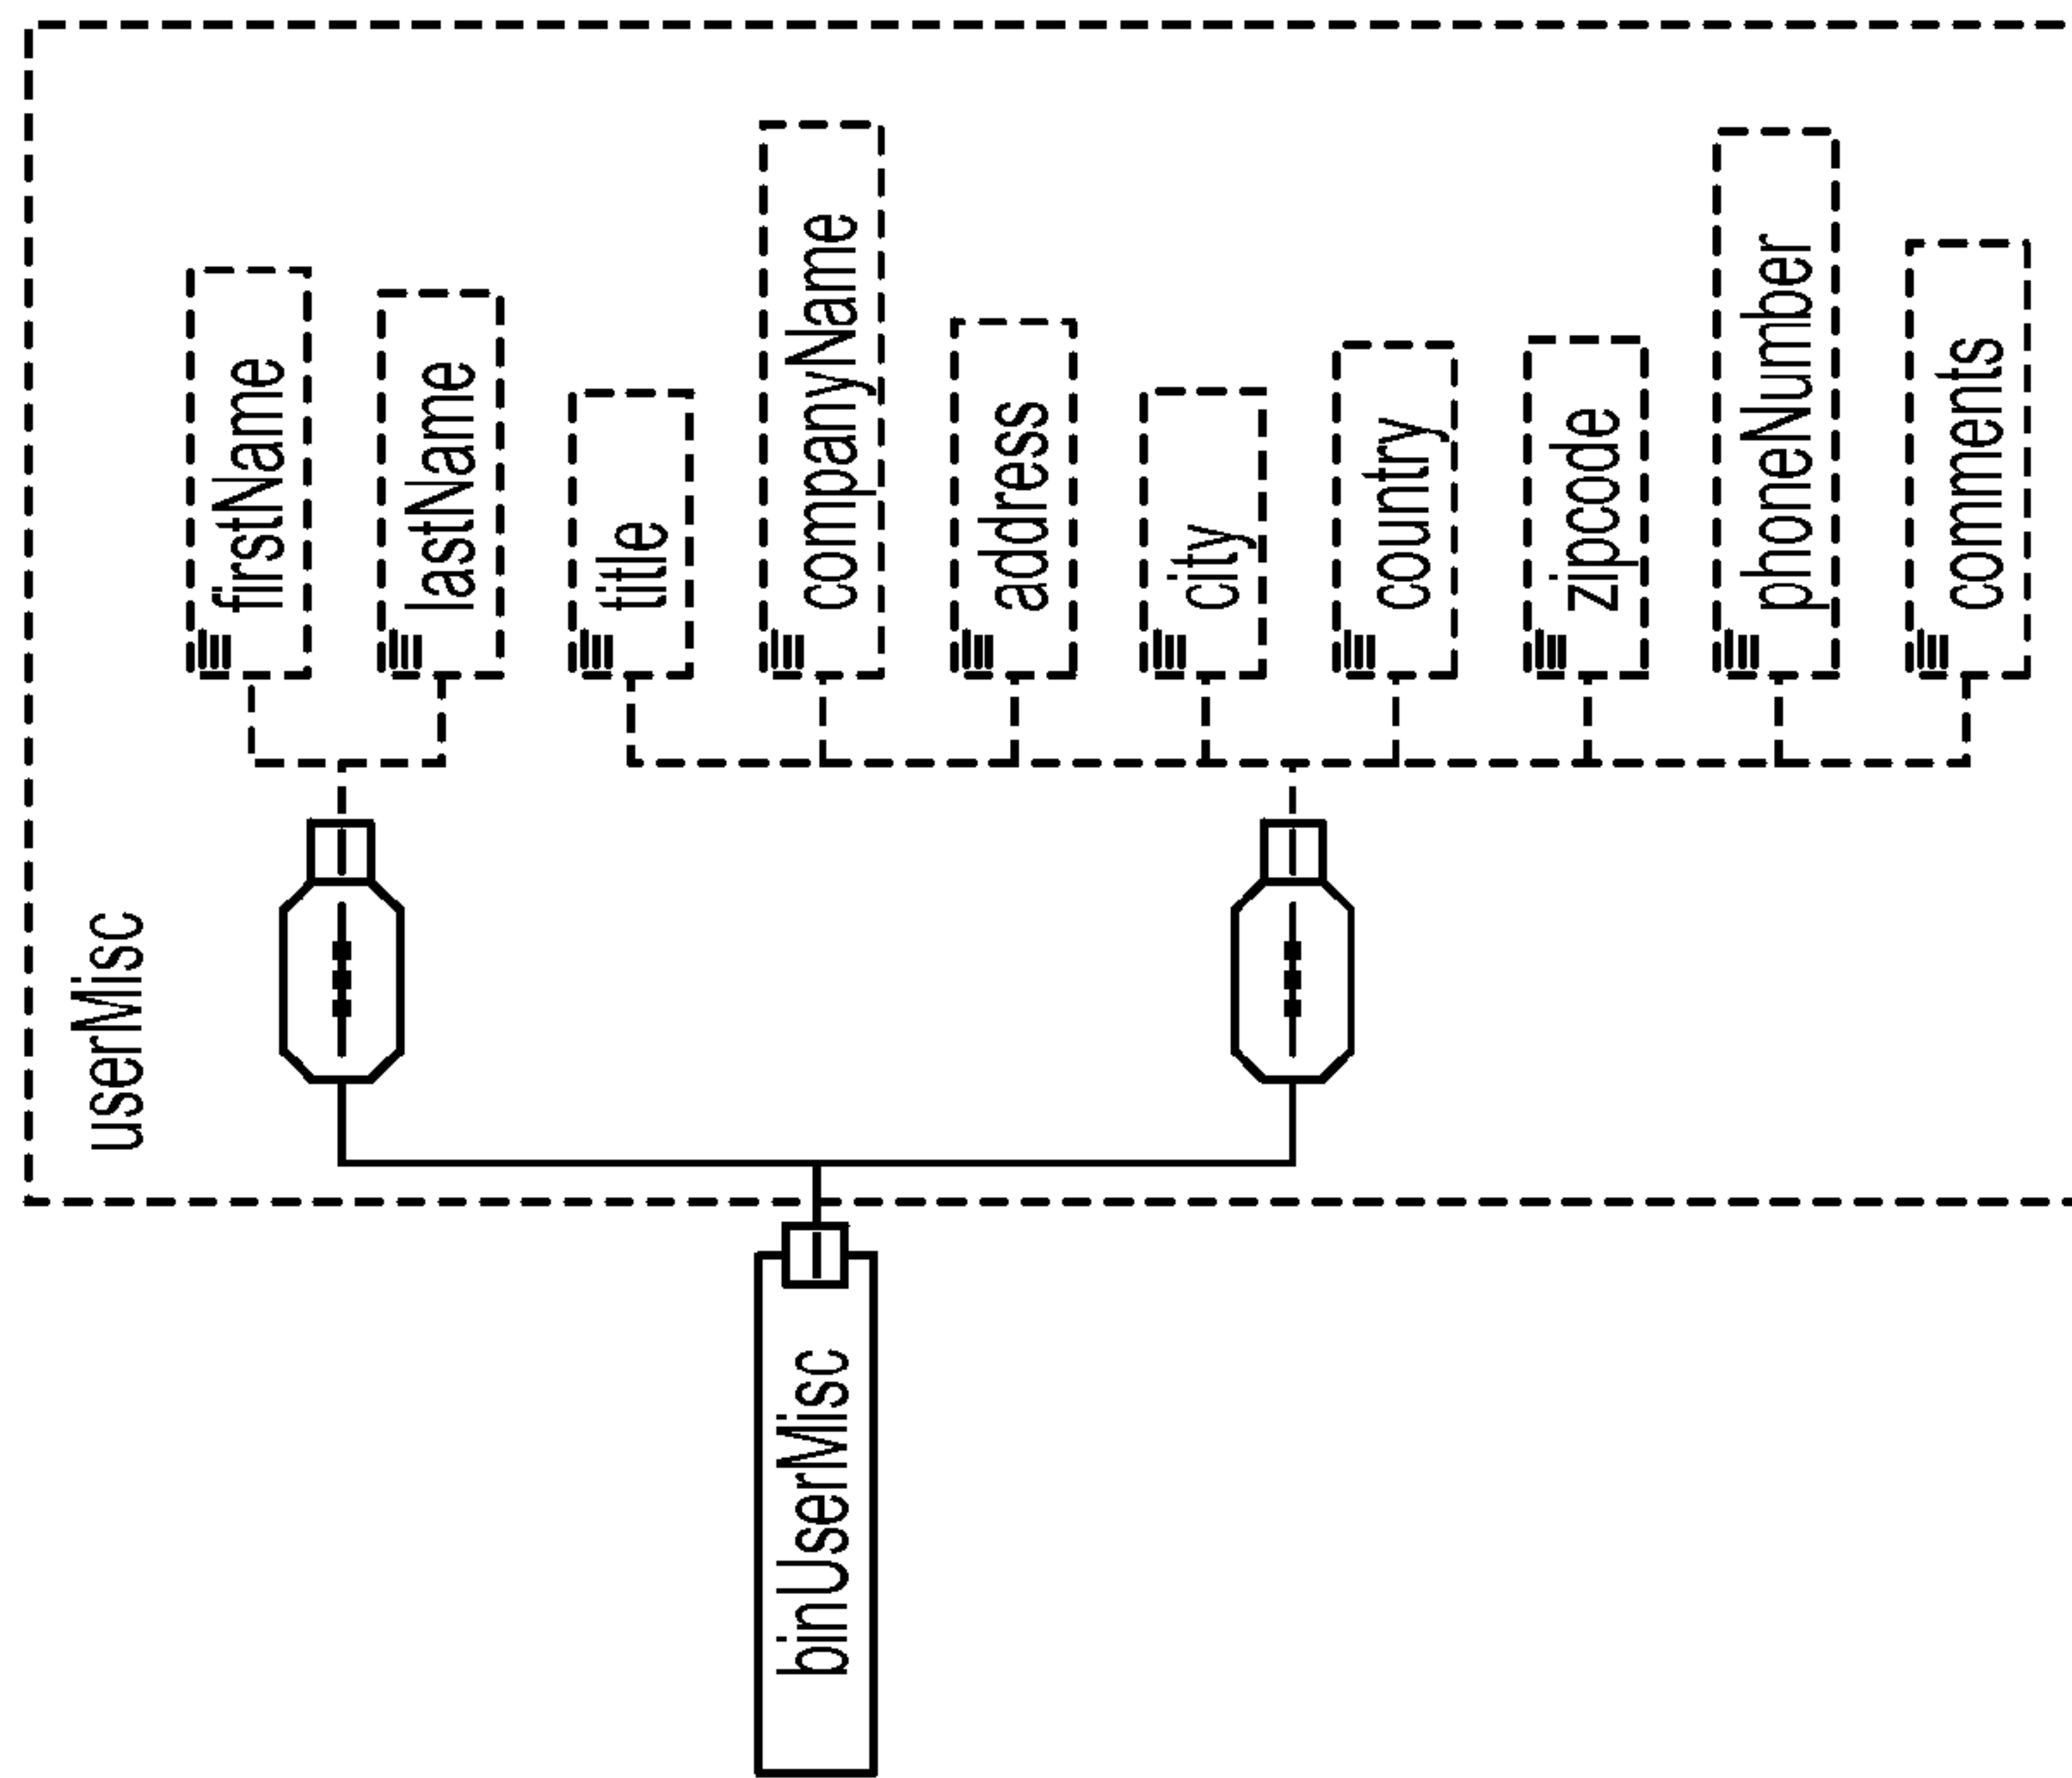 userMisc
firstName
lastName
title
companyName
address
city
country
zipcode
phoneNumber
comments
binUserMisc